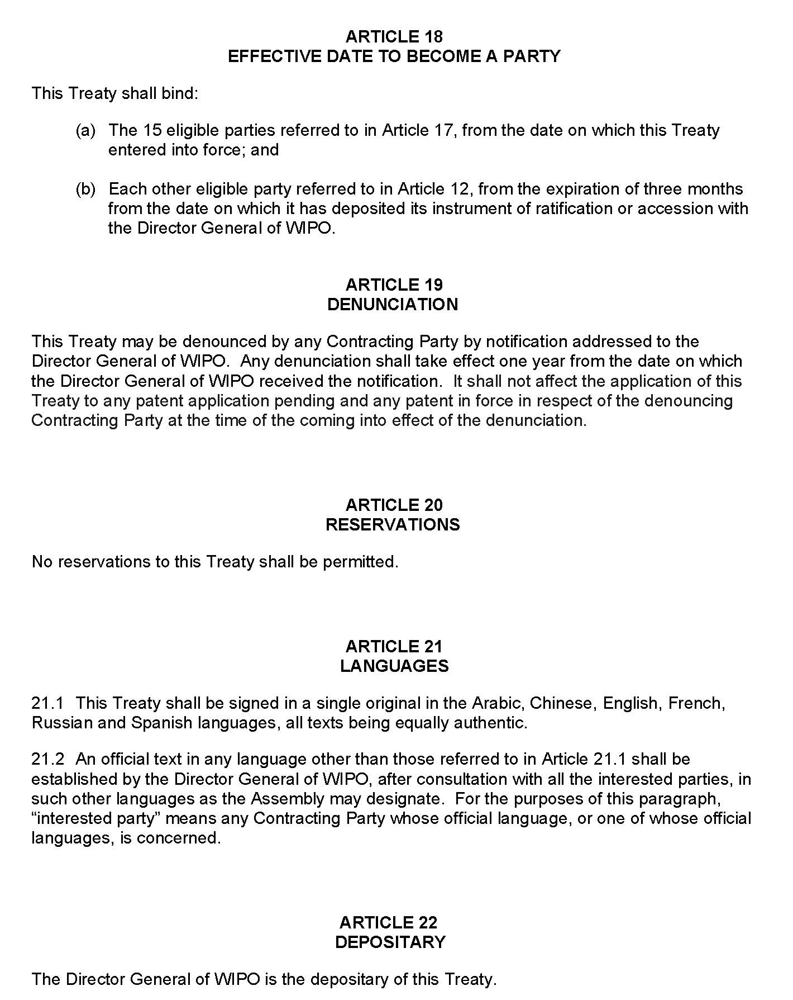 ARTICLE 18
EFFECTIVE DATE TO BECOME A PARTY
This Treaty shall bind:
(a) The 15 eligible parties referred to in Article 17, from the date on which this Treaty
entered into force; and
(b) Each other eligible party referred to in Article 12, from the expiration of three months
from the date on which it has deposited its instrument of ratification or accession with
the Director General of WIPO.
ARTICLE 19
DENUNCIATION
This Treaty may be denounced by any Contracting Party by notification addressed to the
Director General of WIPO. Any denunciation shall take effect one year from the date on which
the Director General of WIPO received the notification. It shall not affect the application of this
Treaty to any patent application pending and any patent in force in respect of the denouncing
Contracting Party at the time of the coming into effect of the denunciation.
ARTICLE 20
RESERVATIONS
No reservations to this Treaty shall be permitted.
ARTICLE 21
LANGUAGES
21.1 This Treaty shall be signed in a single original in the Arabic, Chinese, English, French,
Russian and Spanish languages, all texts being equally authentic.
21.2 An official text in any language other than those referred to in Article 21.1 shall be
established by the Director General of WIPO, after consultation with all the interested parties, in
such other languages as the Assembly may designate. For the purposes of this paragraph,
“interested party” means any Contracting Party whose official language, or one of whose official
languages, is concerned.
ARTICLE 22
DEPOSITARY
The Director General of WIPO is the depositary of this Treaty.